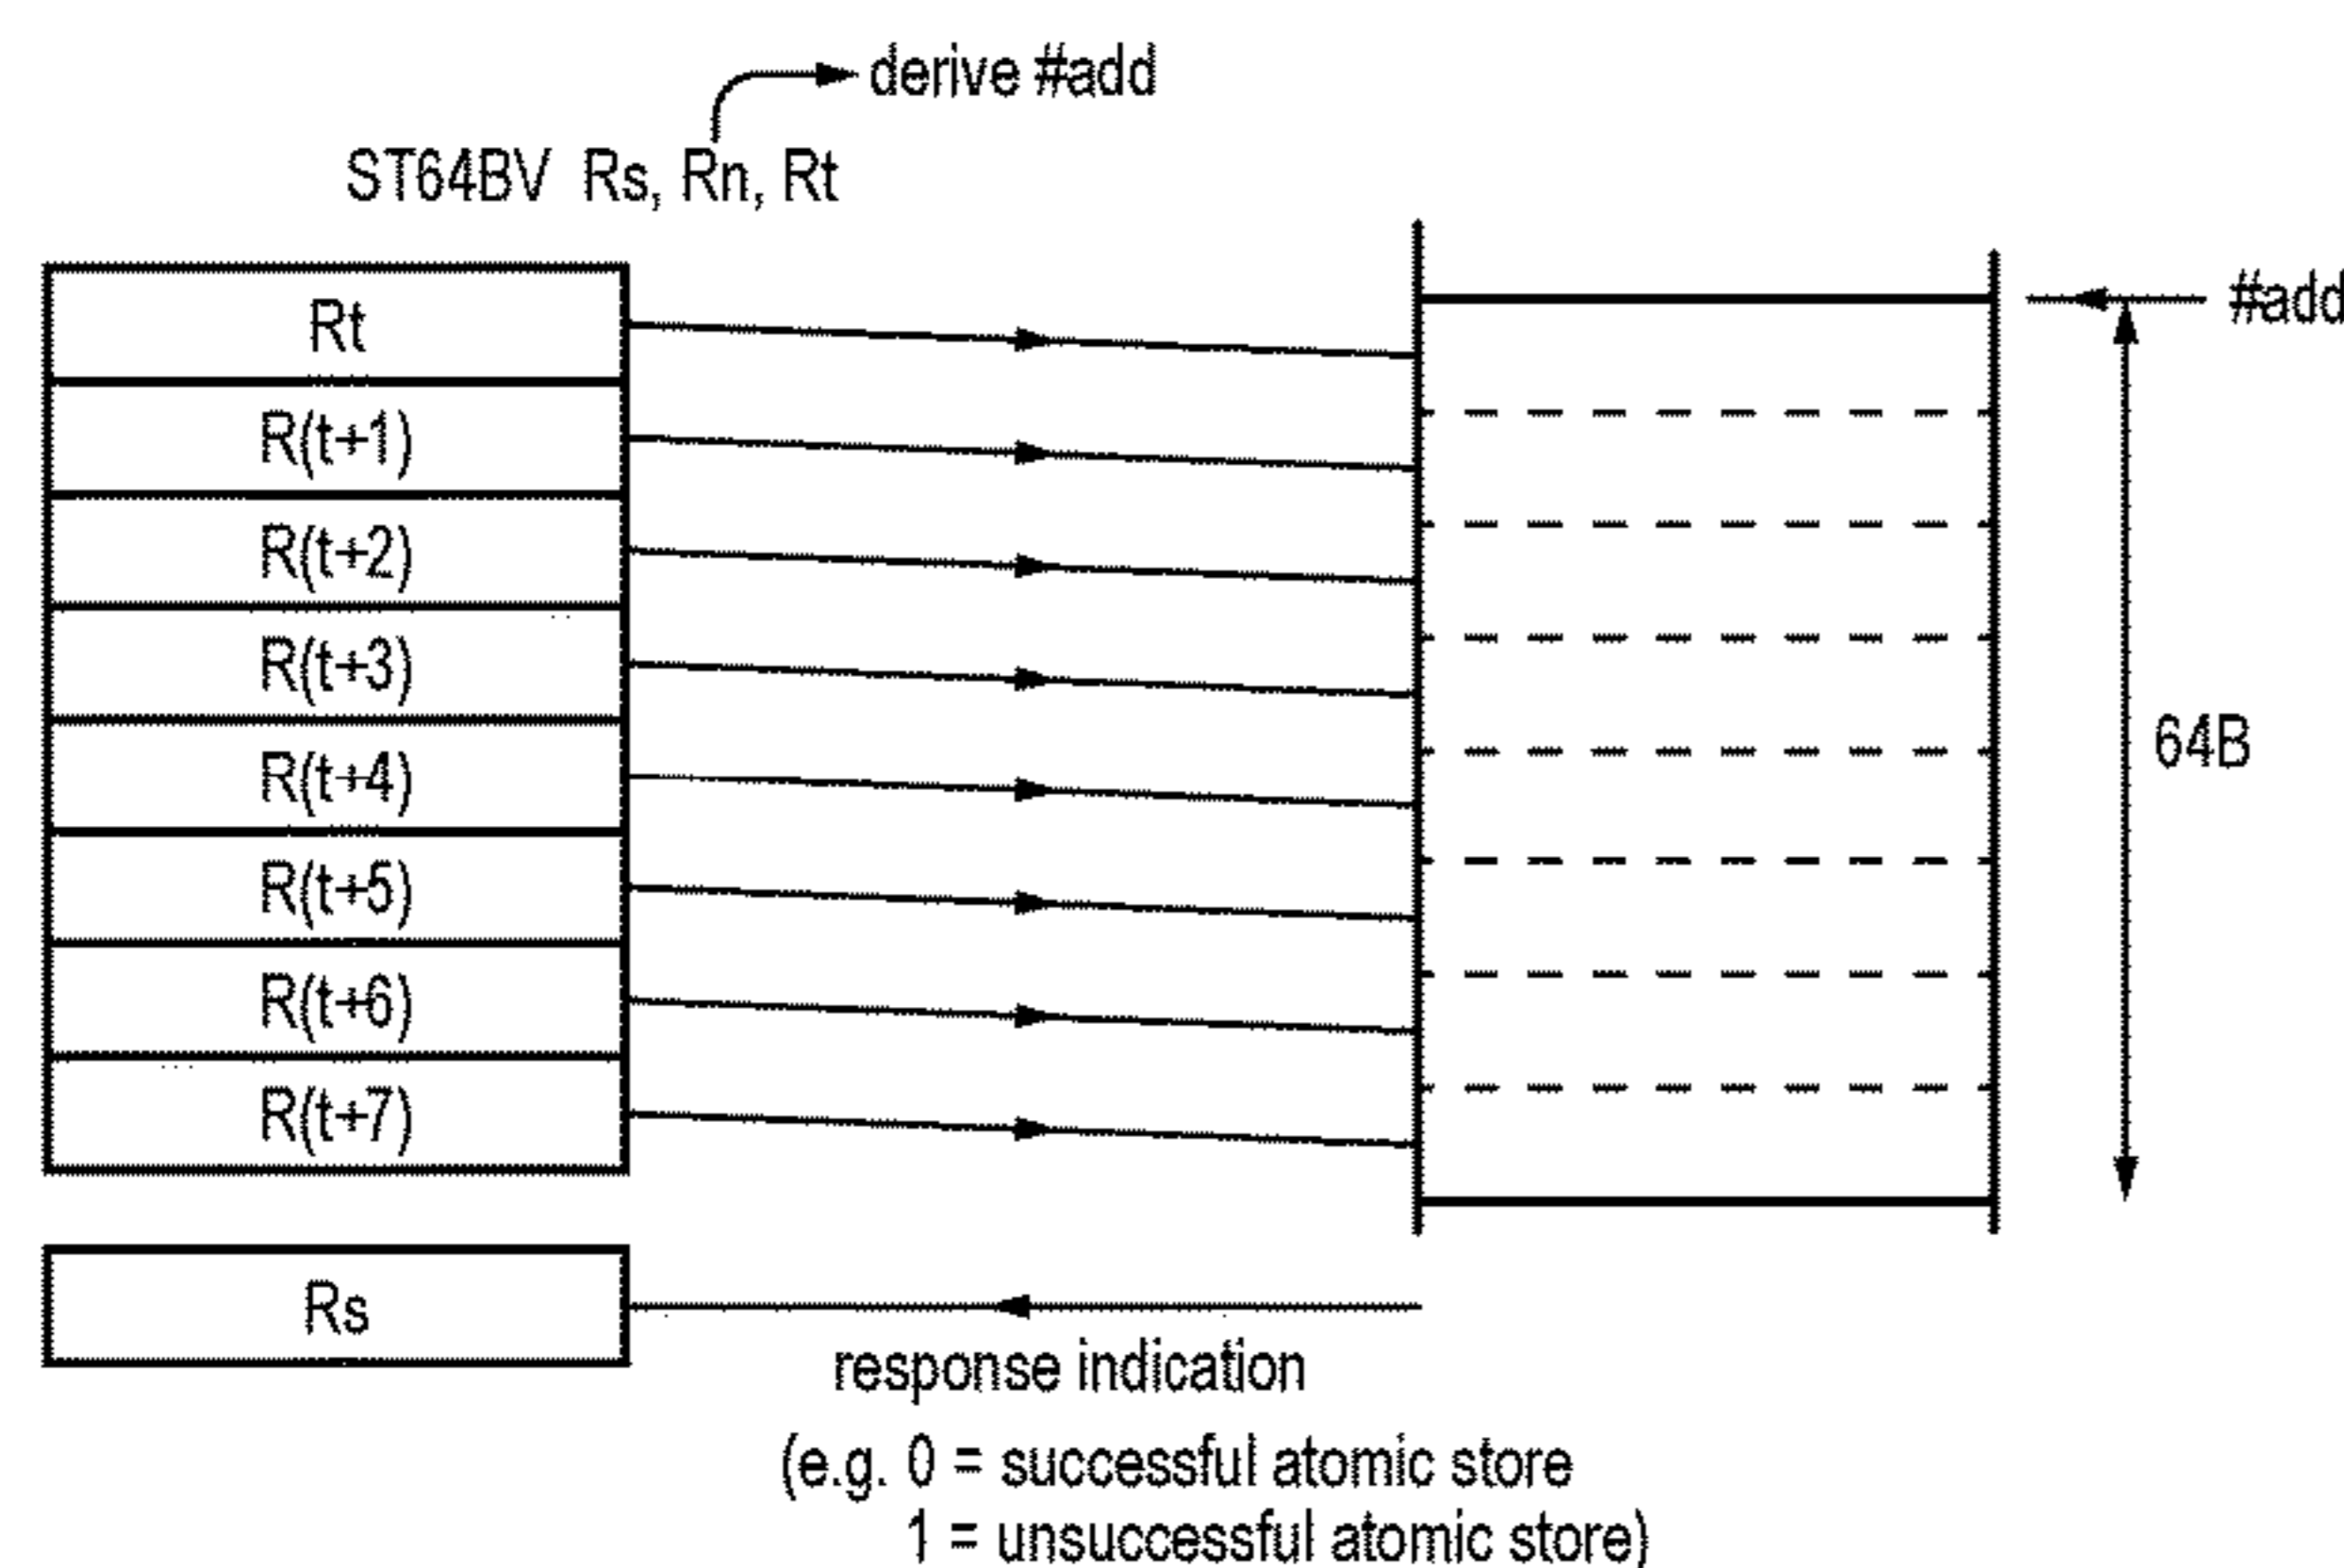 derive #add
ST64BV Rs, Rn, Rt
#add
Rt
R(t+1)
R(t+2)
R(t+3)
R(t+4)
64B
R(t+5)
R(t+6)
R(t+7)
Rs
response indication
(e.g. 0 = successful atomic store
1 = unsuccessful atomic store)